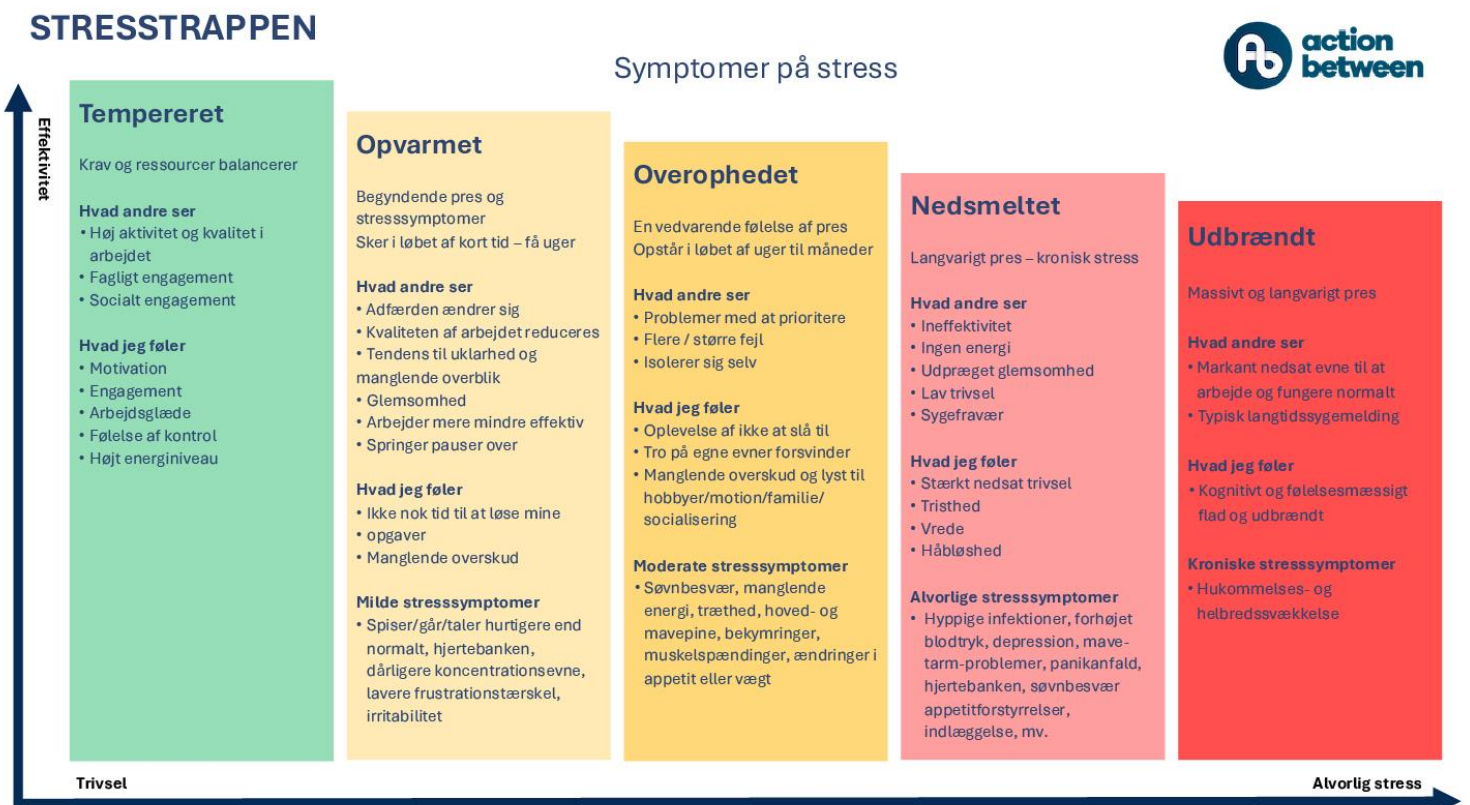 STRESSTRAPPEN
Symptomer på stress
action
between
Effektivitet
Tempereret
Krav og ressourcer balancerer
Hvad andre ser
• Høj aktivitet og kvalitet i
arbejdet
• Fagligt engagement
• Socialt engagement
Hvad jeg føler
• Motivation
• Engagement
• Arbejdsglæde
• Følelse af kontrol
• Højt energiniveau
Opvarmet
Begyndende pres og
stresssymptomer
Sker i løbet af kort tid – få uger
Hvad andre ser
• Adfærden ændrer sig
• Kvaliteten af arbejdet reduceres
• Tendens til uklarhed og
manglende overblik
• Glemsomhed
• Arbejder mere mindre effektiv
• Springer pauser over
Hvad jeg føler
• Ikke nok tid til at løse mine
• opgaver
• Manglende overskud
Milde stresssymptomer
• Spiser/går/taler hurtigere end
normalt, hjertebanken,
dårligere koncentrationsevne,
lavere frustrationstærskel,
irritabilitet
Overophedet
En vedvarende følelse af pres
Opstår i løbet af uger til måneder
Hvad andre ser
• Problemer med at prioritere
• Flere / større fejl
• Isolerer sig selv
Hvad jeg føler
• Oplevelse af ikke at slå til
• Tro på egne evner forsvinder
• Manglende overskud og lyst til
hobbyer/motion/familie/
socialisering
Moderate stresssymptomer
• Søvnbesvær, manglende
energi, træthed, hoved- og
mavepine, bekymringer,
muskelspændinger, ændringer i
appetit eller vægt
Nedsmeltet
Langvarigt pres – kronisk stress
Hvad andre ser
• Ineffektivitet
• Ingen energi
• Udpræget glemsomhed
• Lav trivsel
• Sygefravær
Hvad jeg føler
• Stærkt nedsat trivsel
• Tristhed
• Vrede
• Håbløshed
Alvorlige stresssymptomer
• Hyppige infektioner, forhøjet
blodtryk, depression, mave-
tarm-problemer, panikanfald,
hjertebanken, søvnbesvær
appetitforstyrrelser,
indlæggelse, mv.
Udbrændt
Massivt og langvarigt pres
Hvad andre ser
• Markant nedsat evne til at
arbejde og fungere normalt
• Typisk langtidssygemelding
Hvad jeg føler
• Kognitivt og følelsesmæssigt
flad og udbrændt
Kroniske stresssymptomer
• Hukommelses- og
helbredssvækkelse
Trivsel
Alvorlig stress